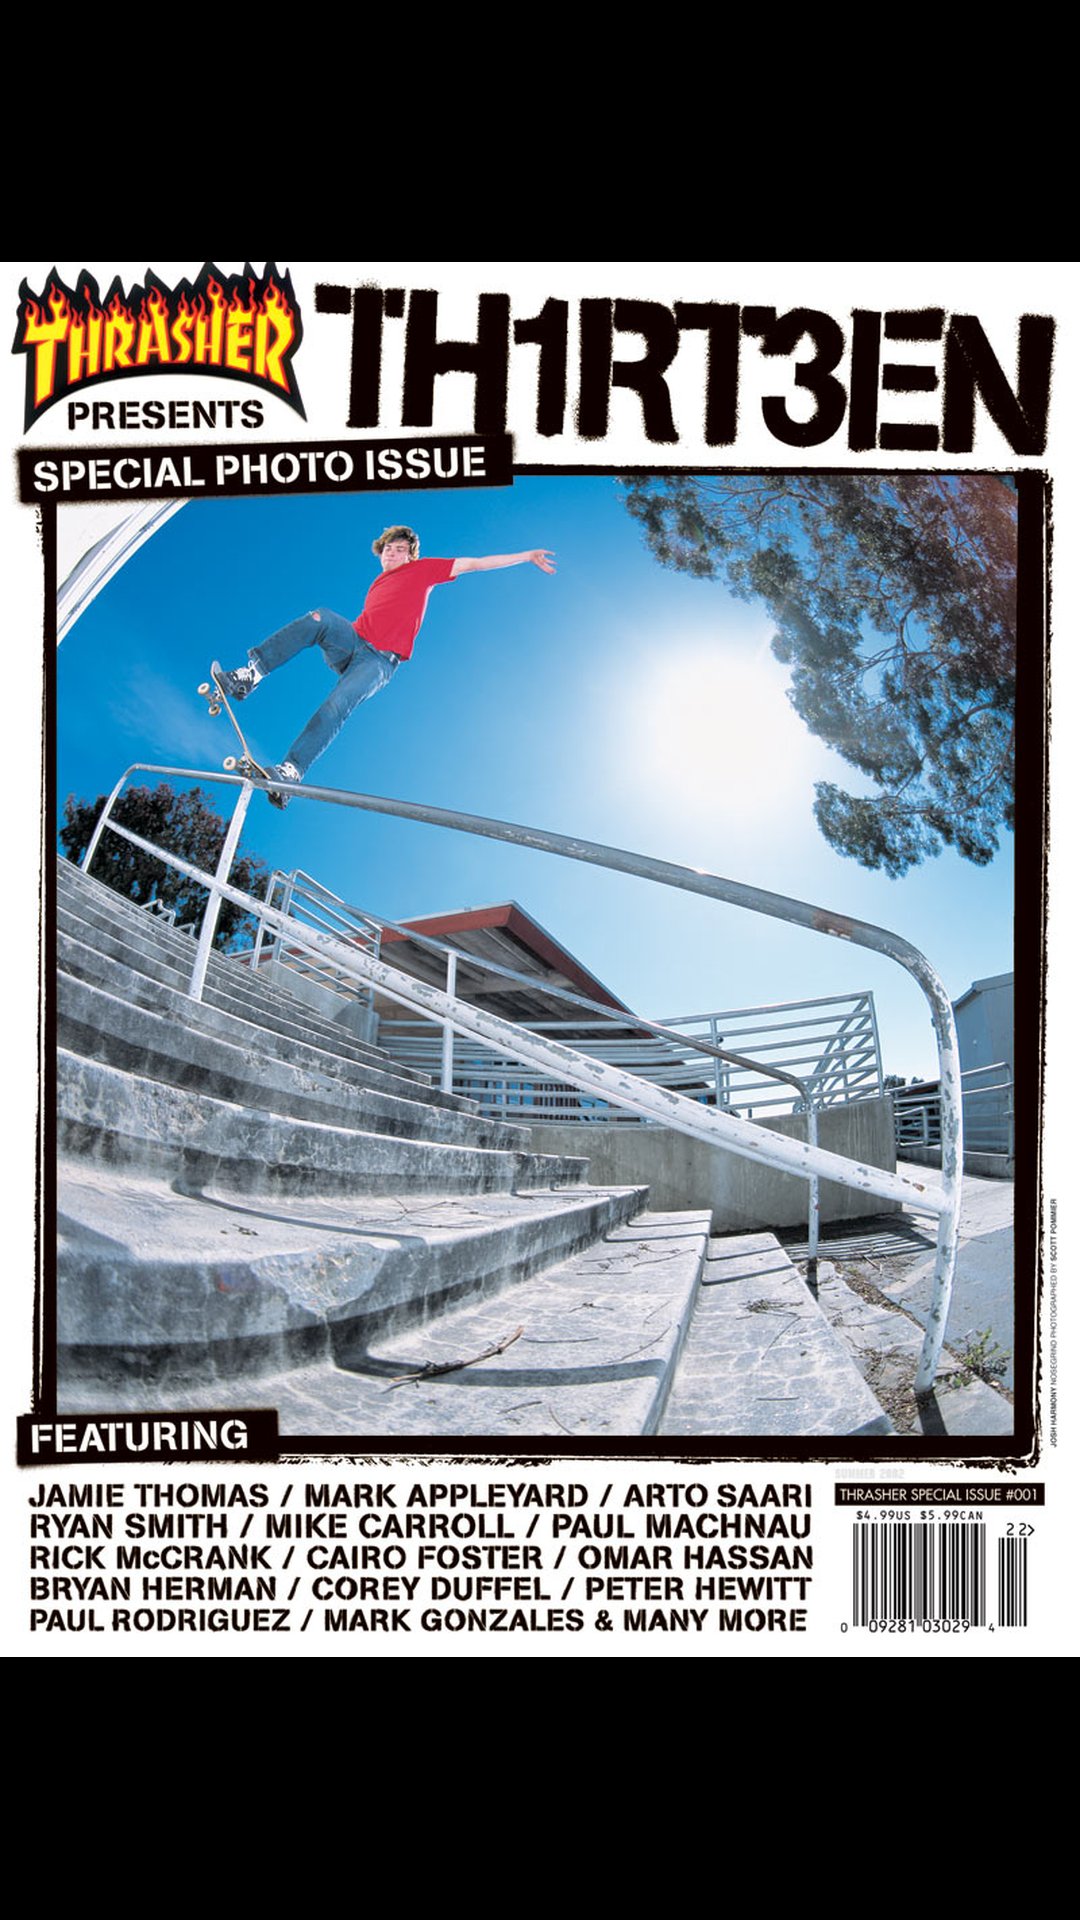 THRASHER
PRESENTS
TH1RT3EN
SPECIAL PHOTO ISSUE
JOSH HARMONY NOSEGRIND PHOTOGRAPHED BY SCOTT POMMIER
FEATURING
JAMIE THOMAS / MARK APPLEYARD / ARTO SAARI
RYAN SMITH / MIKE CARROLL / PAUL MACHNAU
RICK McCRANK / CAIRO FOSTER / OMAR HASSAN
BRYAN HERMAN / COREY DUFFEL / PETER HEWITT
PAUL RODRIGUEZ / MARK GONZALES & MANY MORE
SUMMER 2002
THRASHER SPECIAL ISSUE #001
$4.99US $5.99CAN
22>
0 09281 03029 4